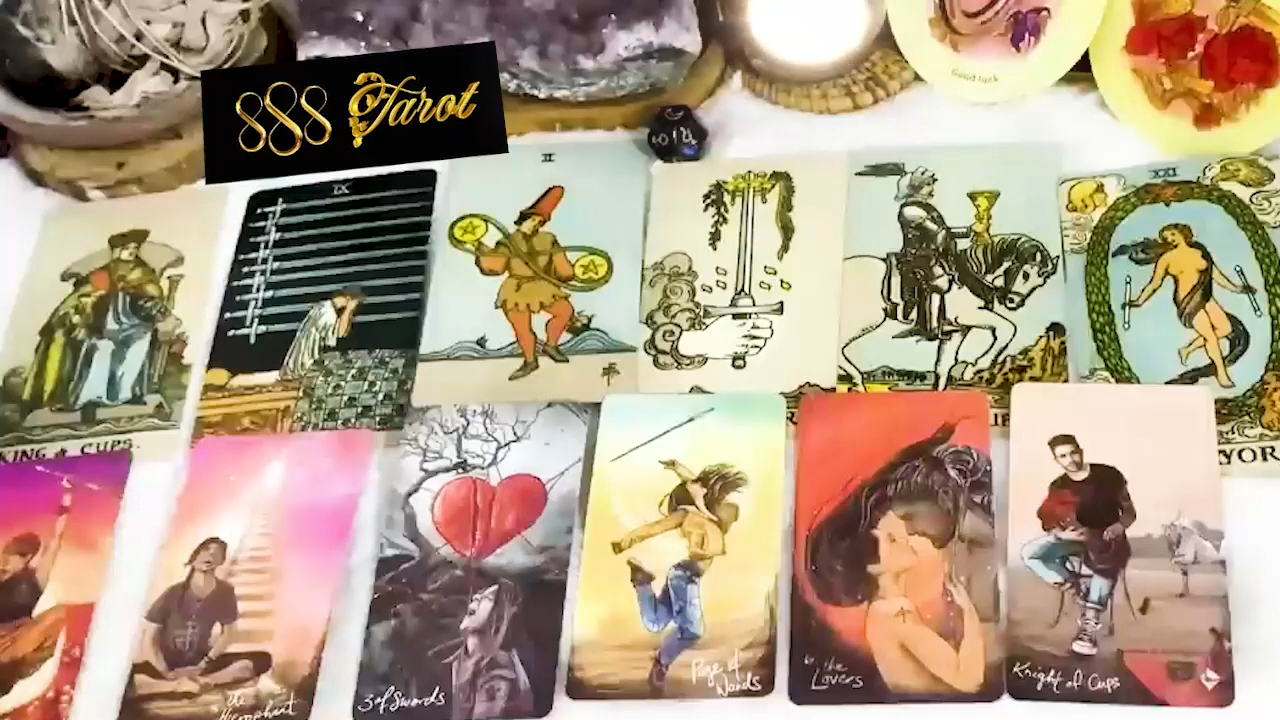 Good luck
888 Tarot
IX
II
XXI
KING of CUPS.
the
Hierophant
3 of Swords
Page of
Wands
the
Lovers
Knight of Cups